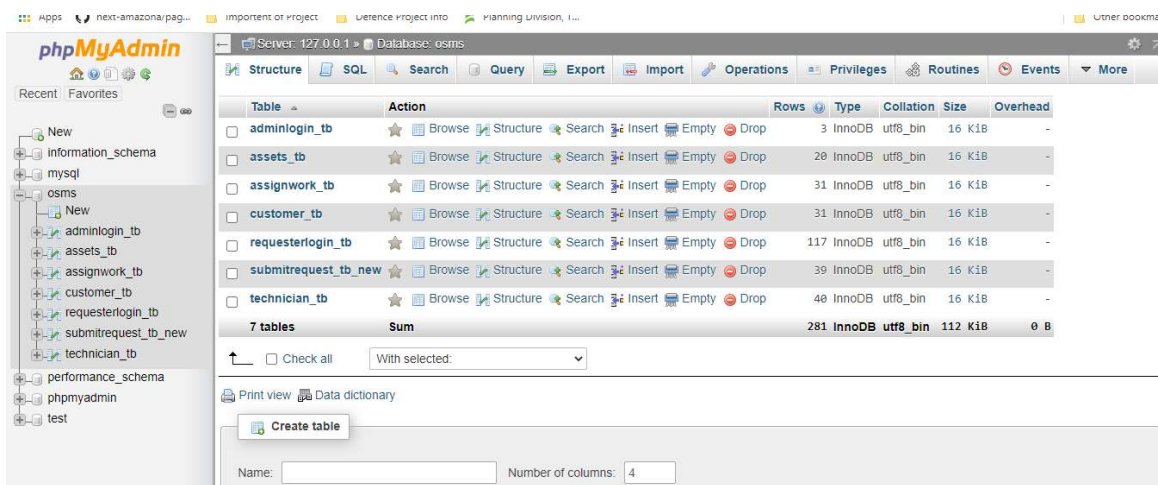 Apps next-amazona/pag... Importent of Project Defence Project Info Planning Division, T... Other bookma
phpMyAdmin
Recent Favorites
New
information_schema
mysql
osms
New
adminlogin_tb
assets_tb
assignwork_tb
customer_tb
requesterlogin_tb
submitrequest_tb_new
technician_tb
performance_schema
phpmyadmin
test
Server: 127.0.0.1 » Database: osms
Structure SQL Search Query Export Import Operations Privileges Routines Events More
Table Action Rows Type Collation Size Overhead
adminlogin_tb Browse Structure Search Insert Empty Drop 3 InnoDB utf8_bin 16 KiB -
assets_tb Browse Structure Search Insert Empty Drop 20 InnoDB utf8_bin 16 KiB -
assignwork_tb Browse Structure Search Insert Empty Drop 31 InnoDB utf8_bin 16 KiB -
customer_tb Browse Structure Search Insert Empty Drop 31 InnoDB utf8_bin 16 KiB -
requesterlogin_tb Browse Structure Search Insert Empty Drop 117 InnoDB utf8_bin 16 KiB -
submitrequest_tb_new Browse Structure Search Insert Empty Drop 39 InnoDB utf8_bin 16 KiB -
technician_tb Browse Structure Search Insert Empty Drop 40 InnoDB utf8_bin 16 KiB -
7 tables Sum 281 InnoDB utf8_bin 112 KiB 0 B
Check all With selected:
Print view Data dictionary
Create table
Name: Number of columns: 4